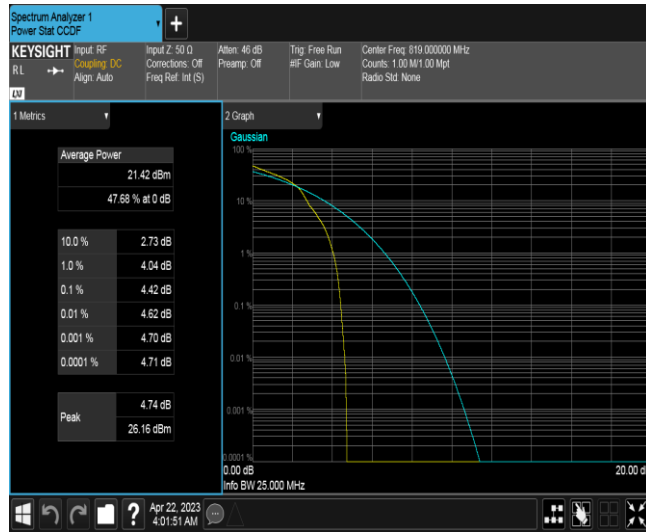 Spectrum Analyzer 1
Power Stat CCDF
+
KEYSIGHT
RL
LXI
Input: RF
Coupling: DC
Align: Auto
Input Z: 50 Ω
Corrections: Off
Freq Ref: Int (S)
Atten: 46 dB
Preamp: Off
Trig: Free Run
#IF Gain: Low
Center Freq: 819.000000 MHz
Counts: 1.00 M/1.00 Mpt
Radio Std: None
1 Metrics
Average Power
21.42 dBm
47.68 % at 0 dB
10.0 % 2.73 dB
1.0 % 4.04 dB
0.1 % 4.42 dB
0.01 % 4.62 dB
0.001 % 4.70 dB
0.0001 % 4.71 dB
Peak
4.74 dB
26.16 dBm
2 Graph
Gaussian
100 %
10 %
1 %
0.1 %
0.01 %
0.001 %
0.0001 %
0.00 dB
20.00 d
Info BW 25.000 MHz
?
Apr 22, 2023
4:01:51 AM